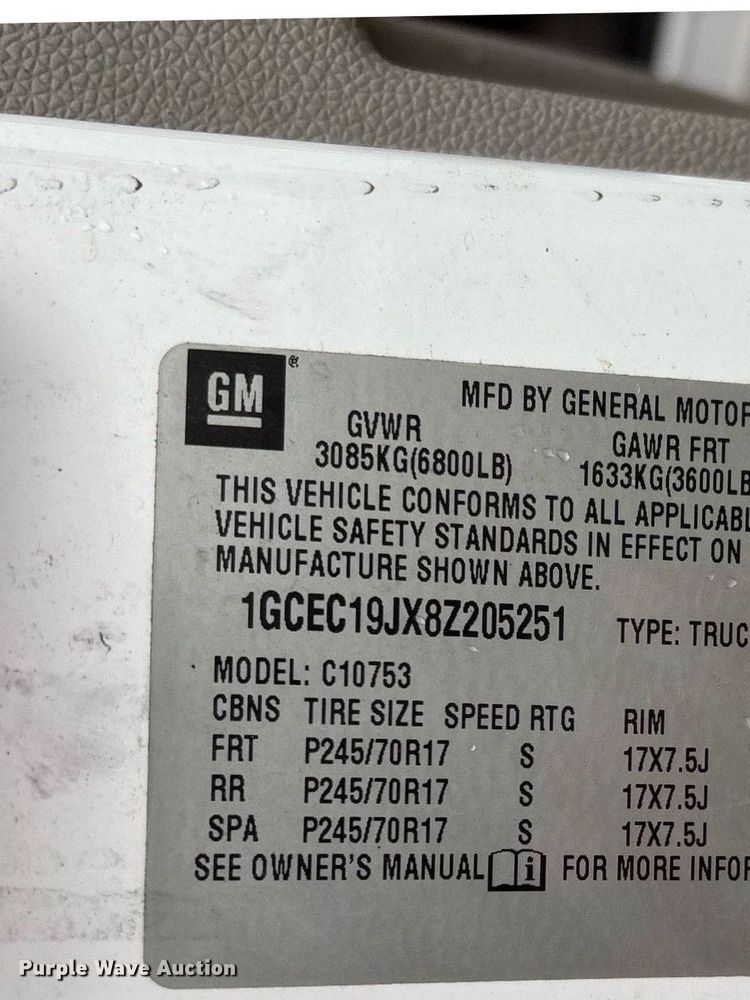 GM ®
MFD BY GENERAL MOTOR
GVWR GAWR FRT
3085KG(6800LB) 1633KG(3600LB
THIS VEHICLE CONFORMS TO ALL APPLICABL
VEHICLE SAFETY STANDARDS IN EFFECT ON
MANUFACTURE SHOWN ABOVE.
1GCEC19JX8Z205251 TYPE: TRUC
MODEL: C10753
CBNS TIRE SIZE SPEED RTG RIM
FRT P245/70R17 S 17X7.5J
RR P245/70R17 S 17X7.5J
SPA P245/70R17 S 17X7.5J
SEE OWNER'S MANUAL i FOR MORE INFOR
Purple Wave Auction